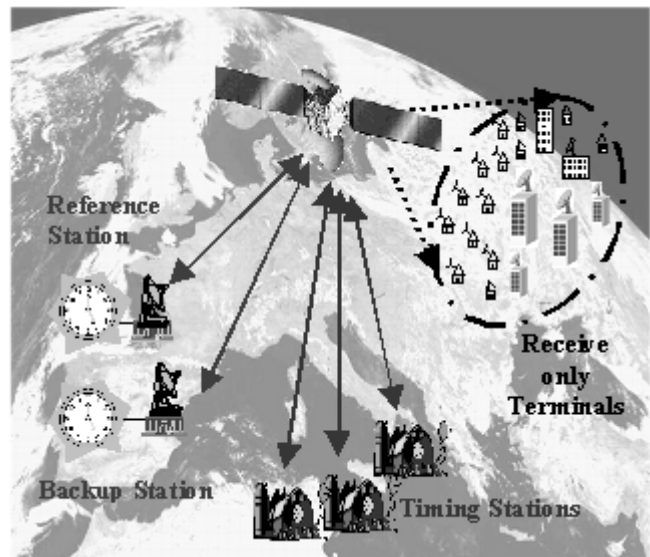 Reference
Station
Receive
only
Terminals
Backup Station
Timing Stations